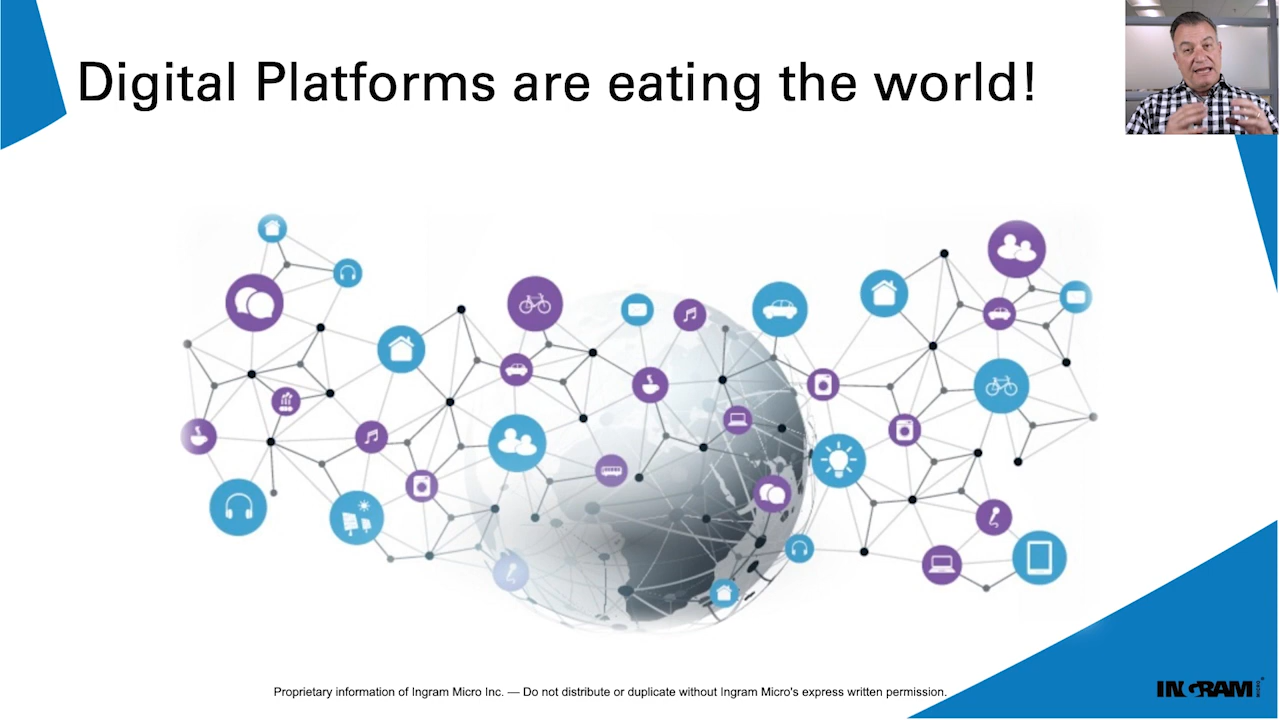 Digital Platforms are eating the world!
Proprietary information of Ingram Micro Inc. — Do not distribute or duplicate without Ingram Micro's express written permission.
INGRAM MICRO®